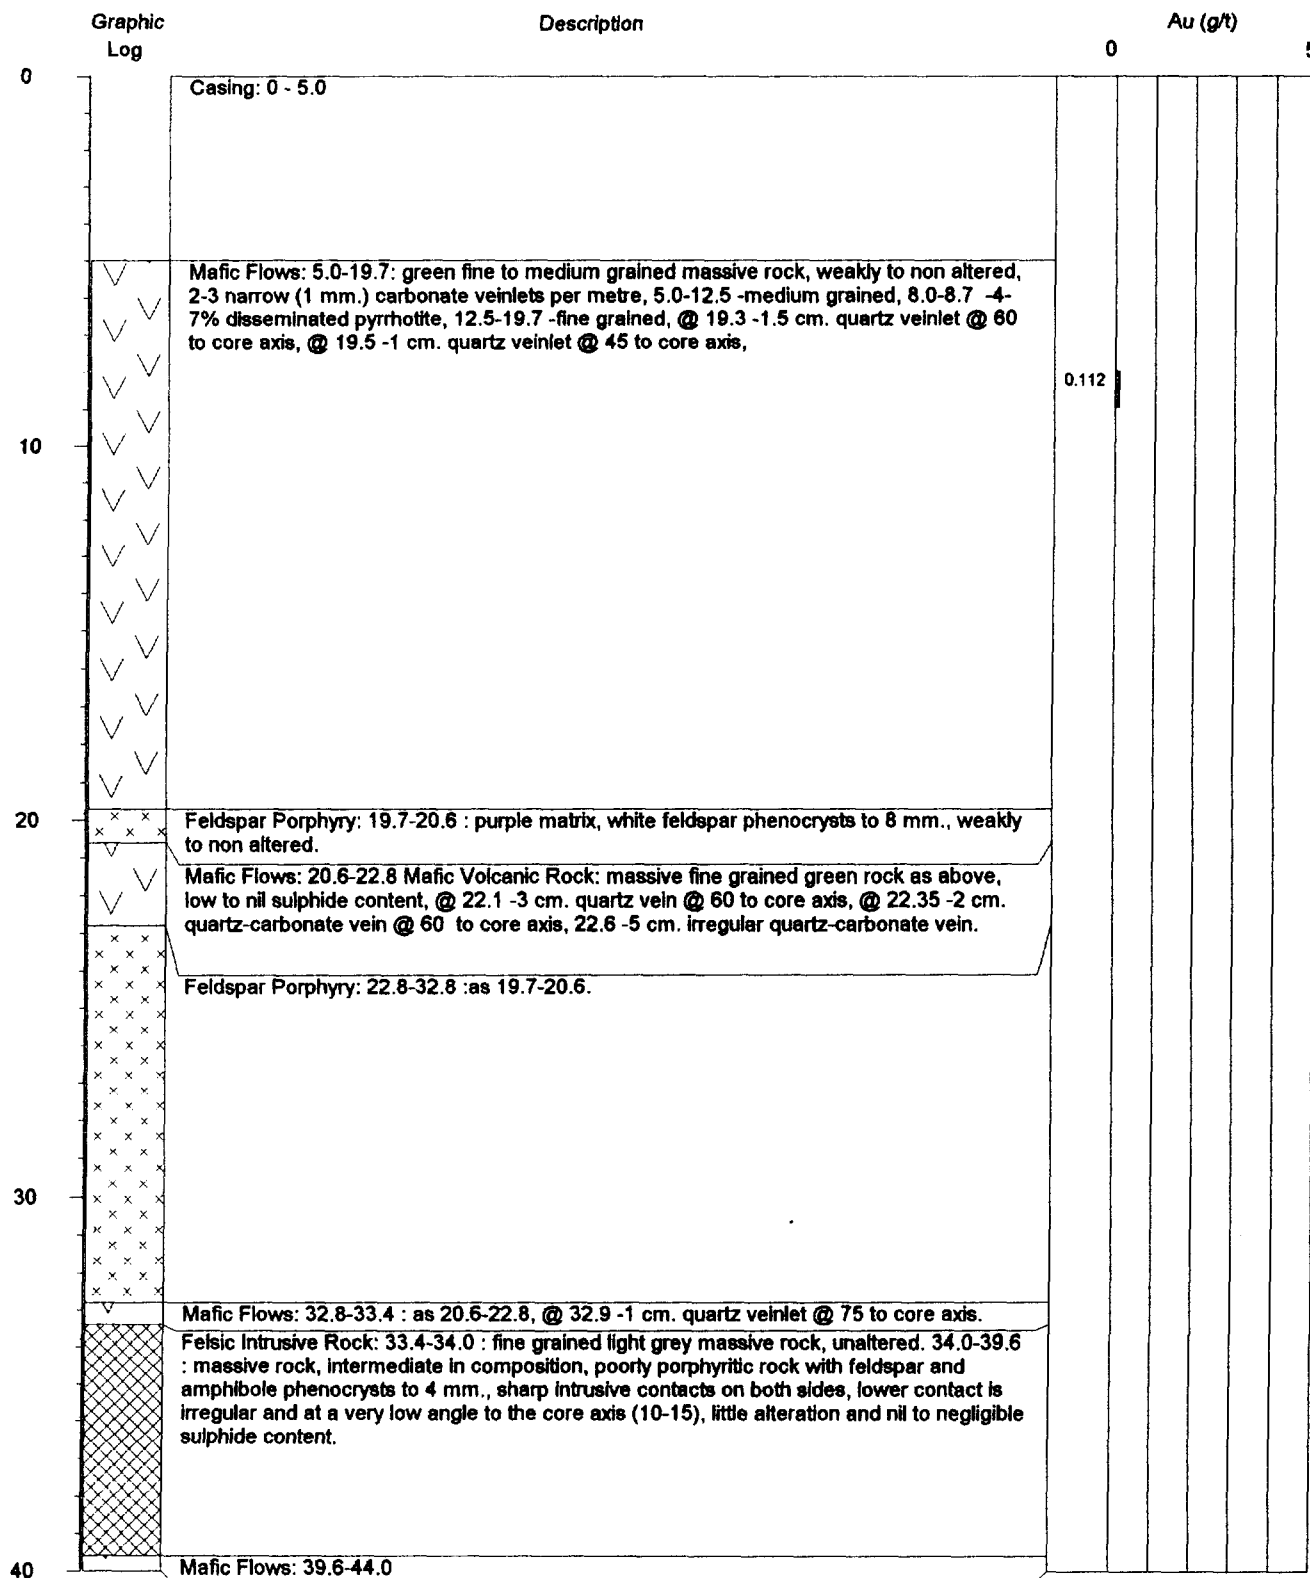 Graphic
Log
Description
Au (g/t)
0
5
0
Casing: 0 - 5.0
Mafic Flows: 5.0-19.7: green fine to medium grained massive rock, weakly to non altered,
2-3 narrow (1 mm.) carbonate veinlets per metre, 5.0-12.5 -medium grained, 8.0-8.7 -4-
7% disseminated pyrrhotite, 12.5-19.7 -fine grained, @ 19.3 -1.5 cm. quartz veinlet @ 60
to core axis, @ 19.5 -1 cm. quartz veinlet @ 45 to core axis,
0.112
10
20
Feldspar Porphyry: 19.7-20.6 : purple matrix, white feldspar phenocrysts to 8 mm., weakly
to non altered.
Mafic Flows: 20.6-22.8 Mafic Volcanic Rock: massive fine grained green rock as above,
low to nil sulphide content, @ 22.1 -3 cm. quartz vein @ 60 to core axis, @ 22.35 -2 cm.
quartz-carbonate vein @ 60 to core axis, 22.6 -5 cm. irregular quartz-carbonate vein.
Feldspar Porphyry: 22.8-32.8 :as 19.7-20.6.
30
Mafic Flows: 32.8-33.4 : as 20.6-22.8, @ 32.9 -1 cm. quartz veinlet @ 75 to core axis.
Felsic Intrusive Rock: 33.4-34.0 : fine grained light grey massive rock, unaltered. 34.0-39.6
: massive rock, intermediate in composition, poorly porphyritic rock with feldspar and
amphibole phenocrysts to 4 mm., sharp intrusive contacts on both sides, lower contact is
irregular and at a very low angle to the core axis (10-15), little alteration and nil to negligible
sulphide content.
40
Mafic Flows: 39.6-44.0